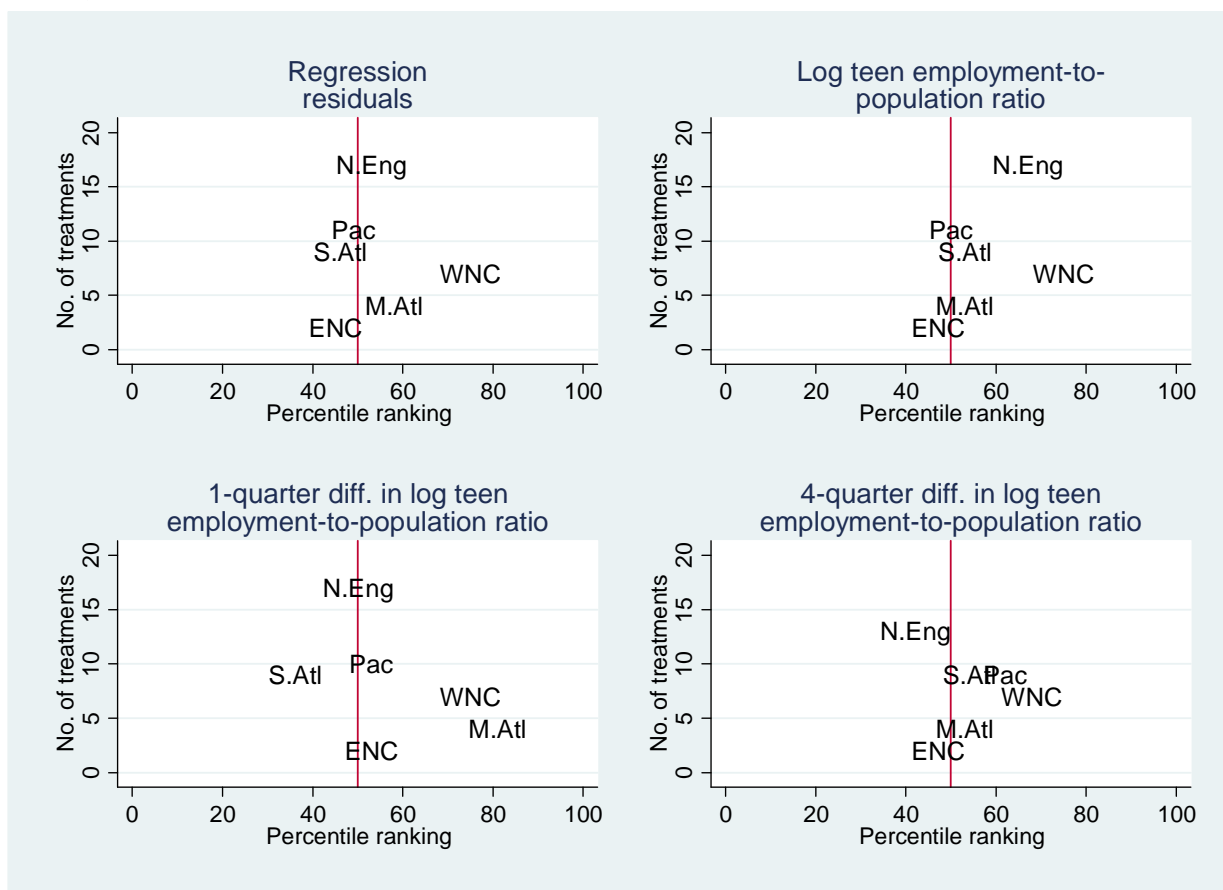 Regression
residuals
No. of treatments
20
15
10
5
0
N.Eng
Pac
S.Atl
WNC
M.Atl
ENC
0 20 40 60 80 100
Percentile ranking
Log teen employment-to-
population ratio
No. of treatments
20
15
10
5
0
N.Eng
Pac
S.Atl
WNC
M.Atl
ENC
0 20 40 60 80 100
Percentile ranking
1-quarter diff. in log teen
employment-to-population ratio
No. of treatments
20
15
10
5
0
N.Eng
Pac
S.Atl
WNC
M.Atl
ENC
0 20 40 60 80 100
Percentile ranking
4-quarter diff. in log teen
employment-to-population ratio
No. of treatments
20
15
10
5
0
N.Eng
S.Atl
Pac
WNC
M.Atl
ENC
0 20 40 60 80 100
Percentile ranking